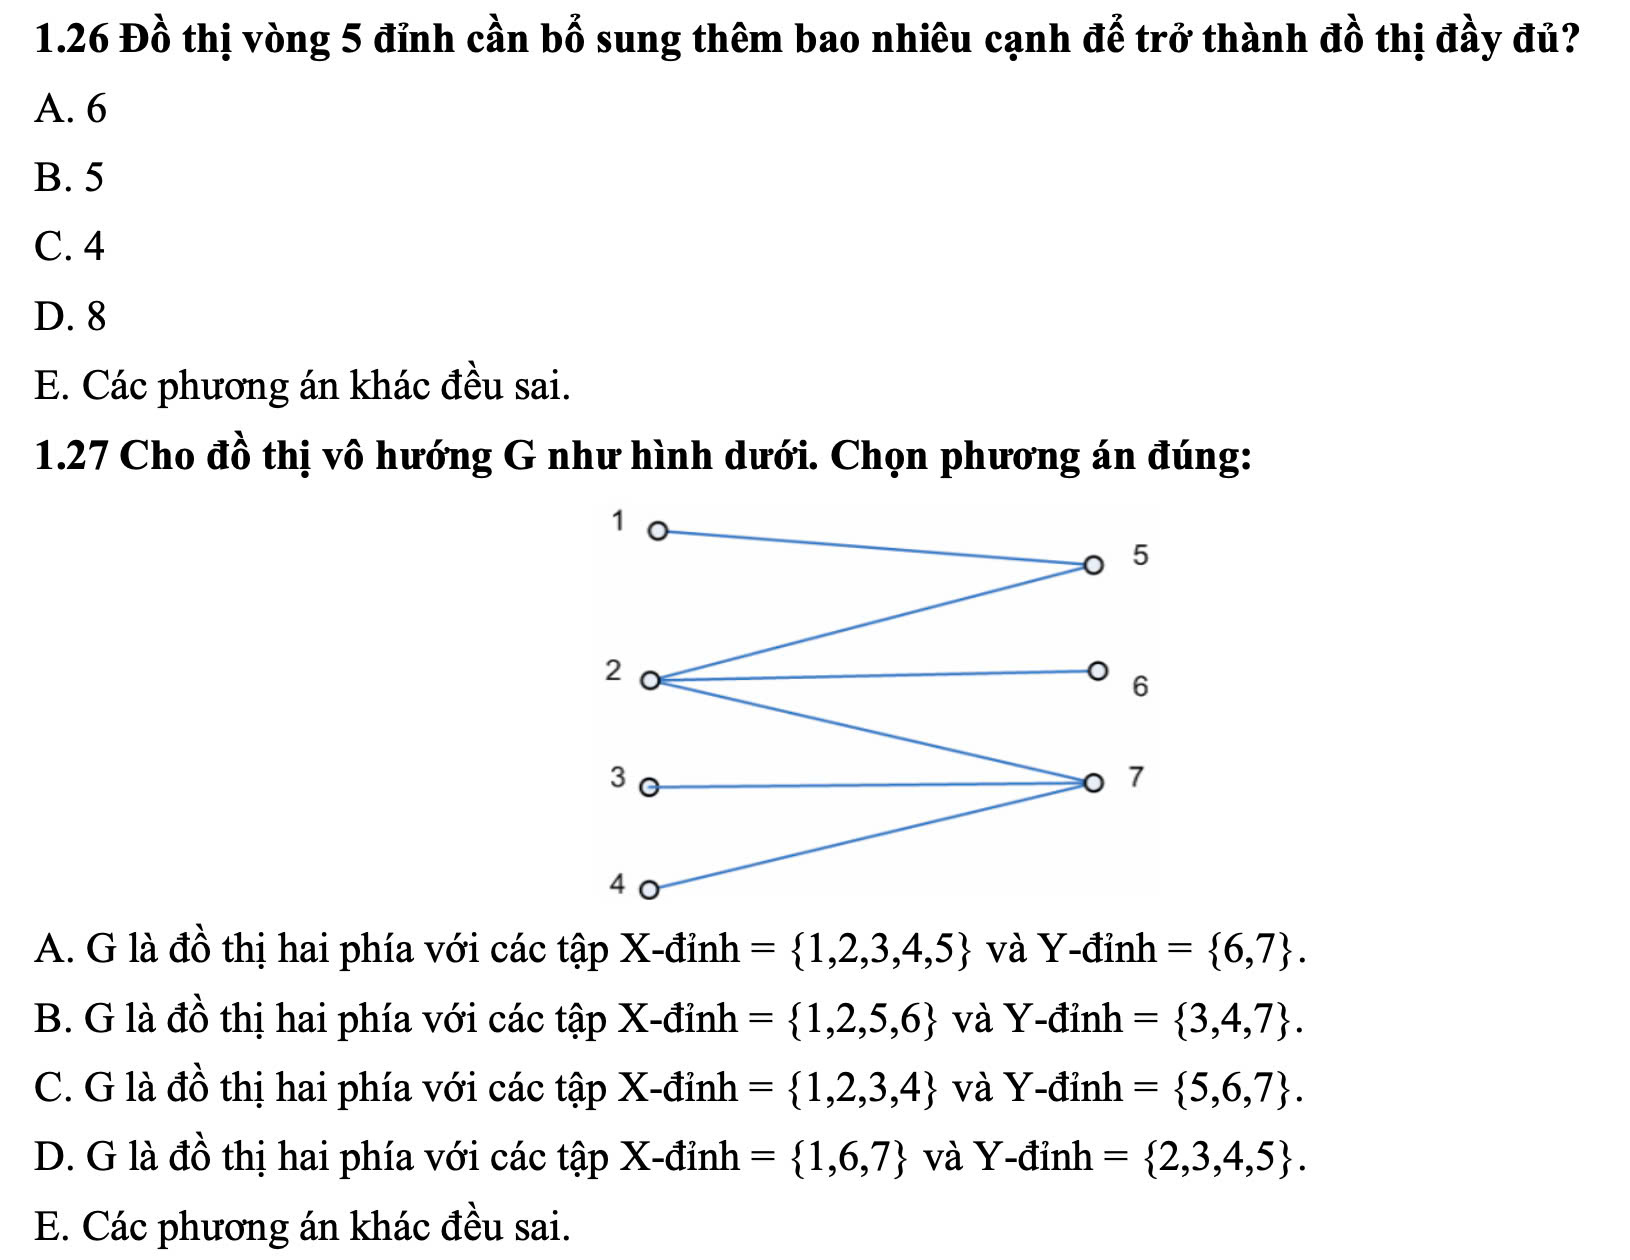 1.26 Đồ thị vòng 5 đỉnh cần bổ sung thêm bao nhiêu cạnh để trở thành đồ thị đầy đủ?
A. 6
B. 5
C. 4
D. 8
E. Các phương án khác đều sai.
1.27 Cho đồ thị vô hướng G như hình dưới. Chọn phương án đúng:
1
5
2
6
3
7
4
A. G là đồ thị hai phía với các tập X-đỉnh = {1,2,3,4,5} và Y-đỉnh = {6,7}.
B. G là đồ thị hai phía với các tập X-đỉnh = {1,2,5,6} và Y-đỉnh = {3,4,7}.
C. G là đồ thị hai phía với các tập X-đỉnh = {1,2,3,4} và Y-đỉnh = {5,6,7}.
D. G là đồ thị hai phía với các tập X-đỉnh = {1,6,7} và Y-đỉnh = {2,3,4,5}.
E. Các phương án khác đều sai.